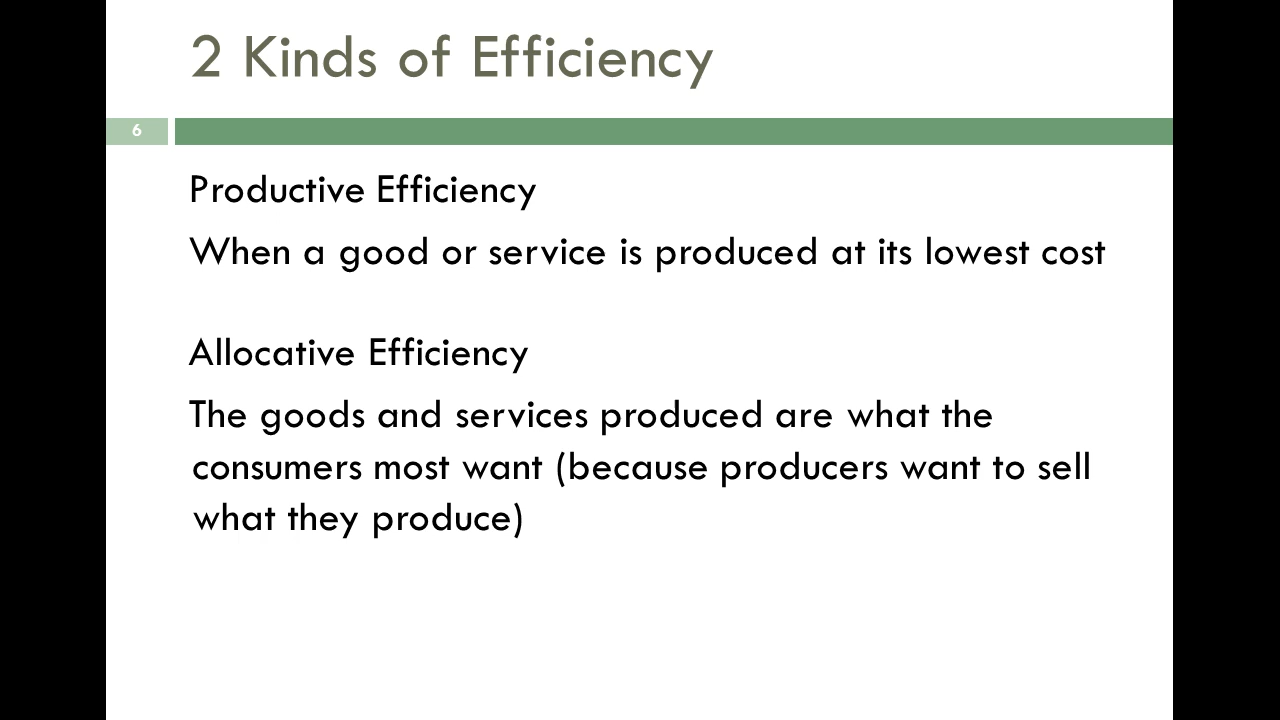 2 Kinds of Efficiency
6
Productive Efficiency
When a good or service is produced at its lowest cost
Allocative Efficiency
The goods and services produced are what the
consumers most want (because producers want to sell
what they produce)